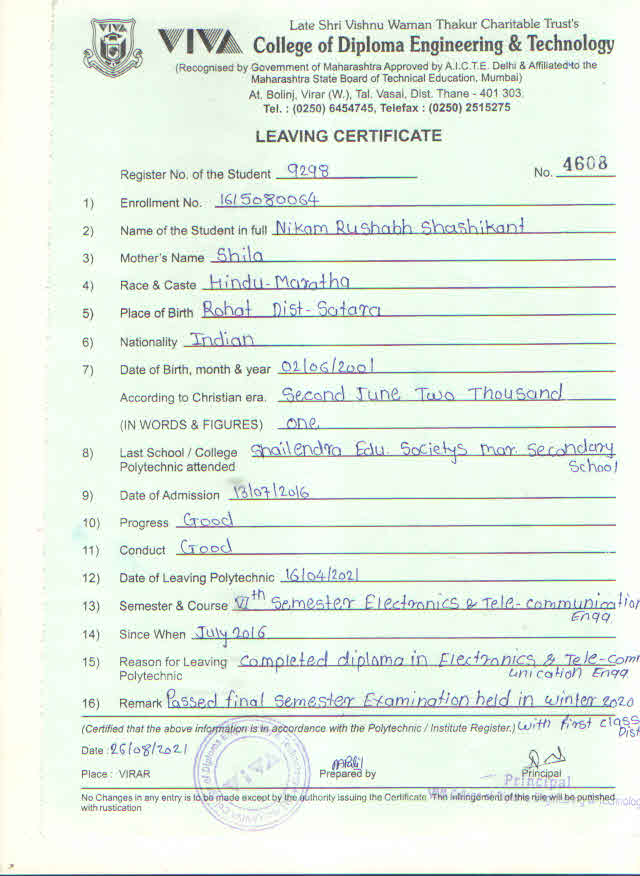 Late Shri Vishnu Waman Thakur Charitable Trust's
VIVA College of Diploma Engineering & Technology
(Recognised by Government of Maharashtra Approved by A.I.C.T.E. Delhi & Affiliated to the
Maharashtra State Board of Technical Education, Mumbai)
At. Bolinj, Virar (W.), Tal. Vasai, Dist. Thane - 401 303.
Tel. : (0250) 6454745, Telefax : (0250) 2515275
LEAVING CERTIFICATE
Register No. of the Student 9298 No. 4608
1) Enrollment No. 1615080064
2) Name of the Student in full Nikam Rushabh Shashikant
3) Mother's Name Shila
4) Race & Caste Hindu-Maratha
5) Place of Birth Rohat Dist- Satara
6) Nationality Indian
7) Date of Birth, month & year 02/06/2001
According to Christian era. Second June Two Thousand
(IN WORDS & FIGURES) one
8) Last School / College Shailendra Edu. Societys mar. Secondary
Polytechnic attended School
9) Date of Admission 13/07/2016
10) Progress Good
11) Conduct Good
12) Date of Leaving Polytechnic 16/04/2021
13) Semester & Course VIth Semester Electronics & Tele-communication
Engg
14) Since When July 2016
15) Reason for Leaving completed diploma in Electronics & Tele-comm
Polytechnic unication Engg
16) Remark Passed final Semester Examination held in winter 2020
(Certified that the above information is in accordance with the Polytechnic / Institute Register.) with first class
Dist
Date : 26/08/2021
Place : VIRAR Prepared by Principal
Principal
No Changes in any entry is to be made except by the authority issuing the Certificate. The infringement of this rule will be punished
with rustication
VIVA